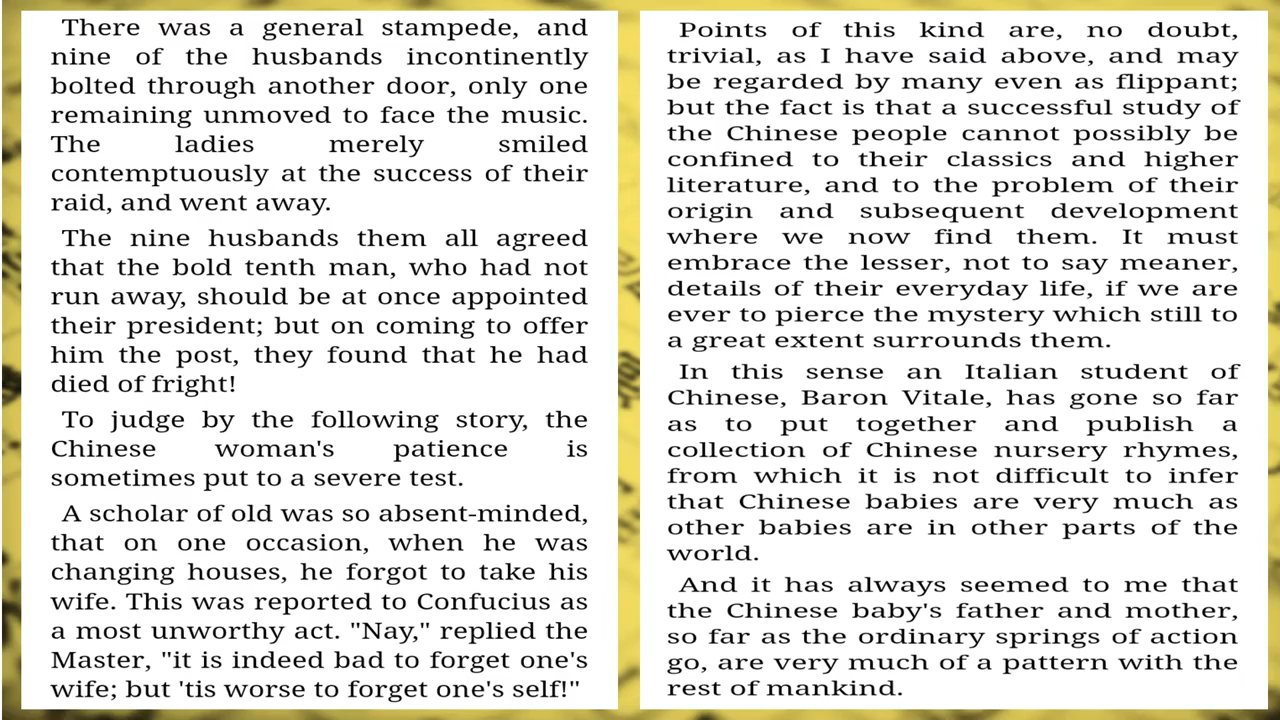 There was a general stampede, and
nine of the husbands incontinently
bolted through another door, only one
remaining unmoved to face the music.
The ladies merely smiled
contemptuously at the success of their
raid, and went away.
The nine husbands them all agreed
that the bold tenth man, who had not
run away, should be at once appointed
their president; but on coming to offer
him the post, they found that he had
died of fright!
To judge by the following story, the
Chinese woman's patience is
sometimes put to a severe test.
A scholar of old was so absent-minded,
that on one occasion, when he was
changing houses, he forgot to take his
wife. This was reported to Confucius as
a most unworthy act. "Nay," replied the
Master, "it is indeed bad to forget one's
wife; but 'tis worse to forget one's self!"
Points of this kind are, no doubt,
trivial, as I have said above, and may
be regarded by many even as flippant;
but the fact is that a successful study of
the Chinese people cannot possibly be
confined to their classics and higher
literature, and to the problem of their
origin and subsequent development
where we now find them. It must
embrace the lesser, not to say meaner,
details of their everyday life, if we are
ever to pierce the mystery which still to
a great extent surrounds them.
In this sense an Italian student of
Chinese, Baron Vitale, has gone so far
as to put together and publish a
collection of Chinese nursery rhymes,
from which it is not difficult to infer
that Chinese babies are very much as
other babies are in other parts of the
world.
And it has always seemed to me that
the Chinese baby's father and mother,
so far as the ordinary springs of action
go, are very much of a pattern with the
rest of mankind.